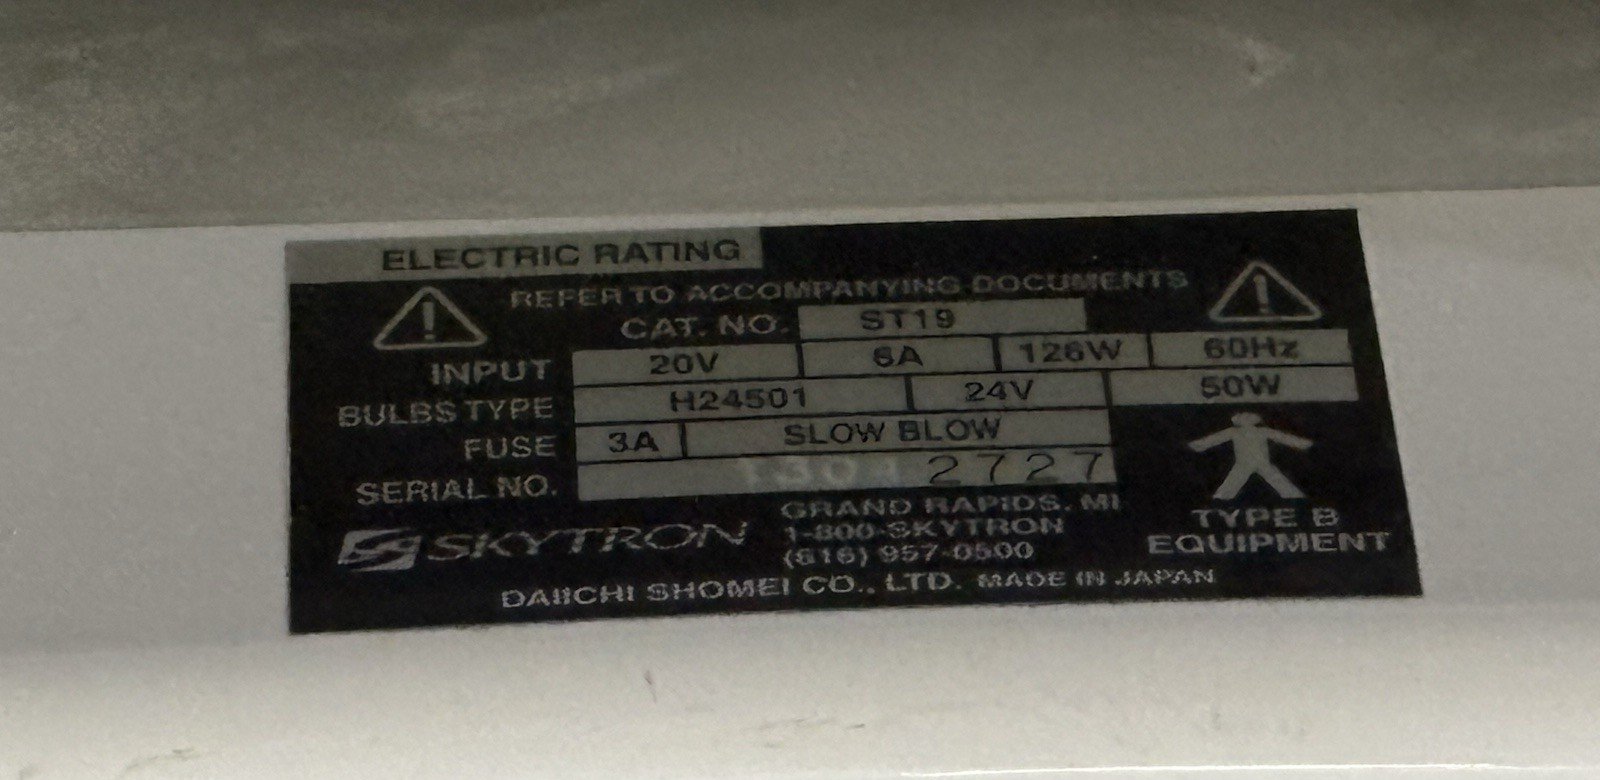 ELECTRIC RATING
REFER TO ACCOMPANYING DOCUMENTS
CAT. NO. ST19
INPUT 20V 6A 126W 60Hz
BULBS TYPE H24501 24V 50W
FUSE 3A SLOW BLOW
SERIAL NO. 2727
SKYTRON
GRAND RAPIDS, MI
1-800-SKYTRON
(616) 957-0500
TYPE B
EQUIPMENT
DAIICHI SHOMEI CO., LTD. MADE IN JAPAN